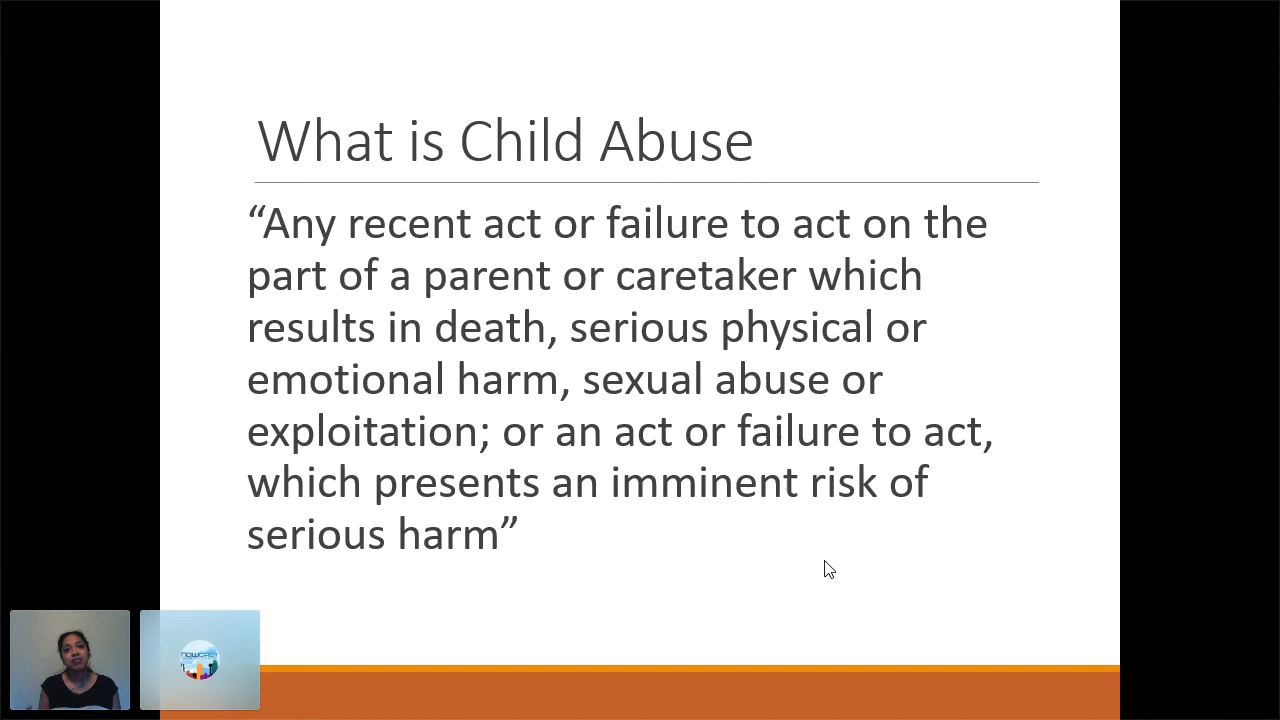 What is Child Abuse
“Any recent act or failure to act on the
part of a parent or caretaker which
results in death, serious physical or
emotional harm, sexual abuse or
exploitation; or an act or failure to act,
which presents an imminent risk of
serious harm”